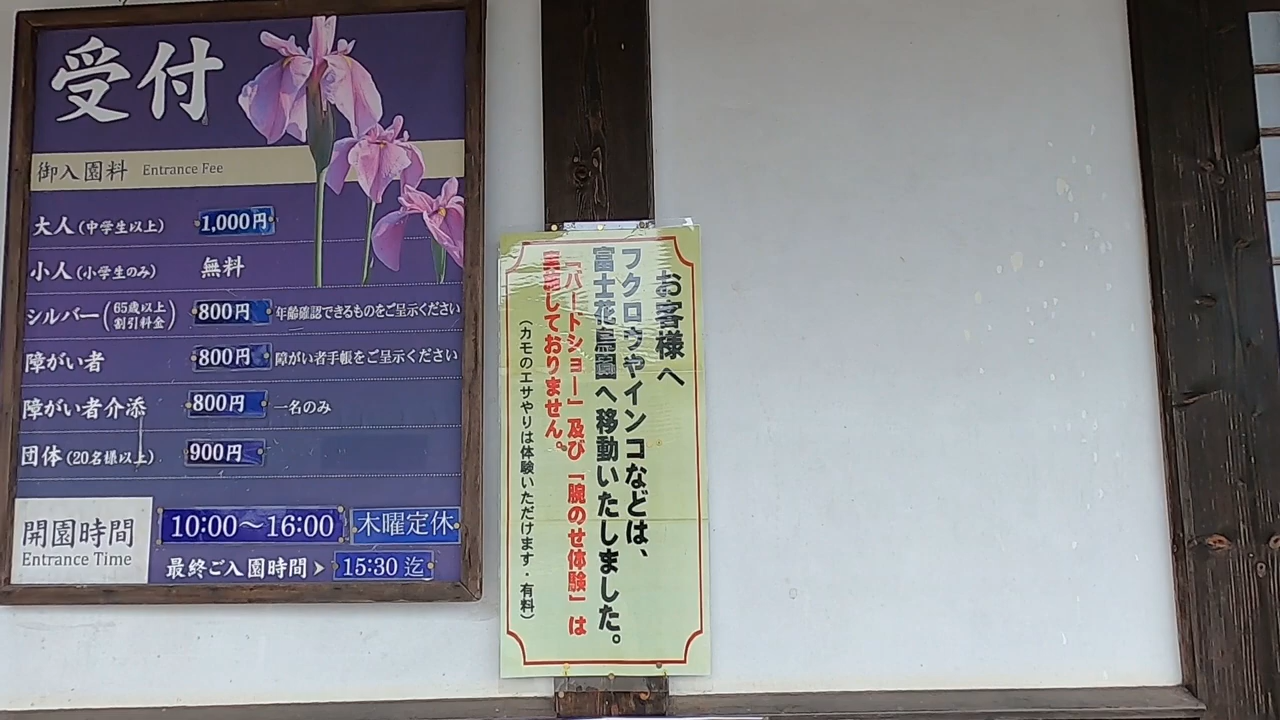 受付
御入園料 Entrance Fee
大人(中学生以上) 1,000円
小人(小学生のみ) 無料
シルバー(65歳以上割引料金) 800円 年齢確認できるものをご呈示ください
障がい者 800円 障がい者手帳をご呈示ください
障がい者介添 800円 一名のみ
団体(20名様以上) 900円
開園時間 10:00〜16:00 木曜定休
Entrance Time
最終ご入園時間 15:30迄
お客様へ
フクロウやインコなどは、
富士花鳥園へ移動いたしました。
「バードショー」及び「腕のせ体験」は
実施しておりません。
(カモのエサやりは体験いただけます・有料)